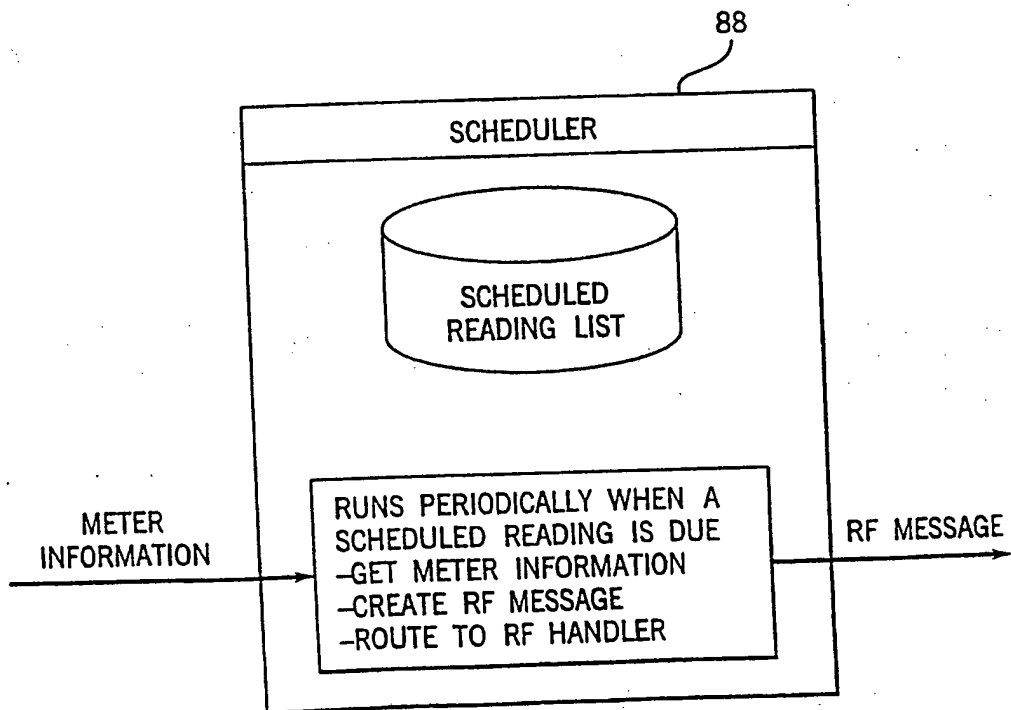 88
SCHEDULER
SCHEDULED
READING LIST
METER
INFORMATION
RUNS PERIODICALLY WHEN A
SCHEDULED READING IS DUE
–GET METER INFORMATION
–CREATE RF MESSAGE
–ROUTE TO RF HANDLER
RF MESSAGE